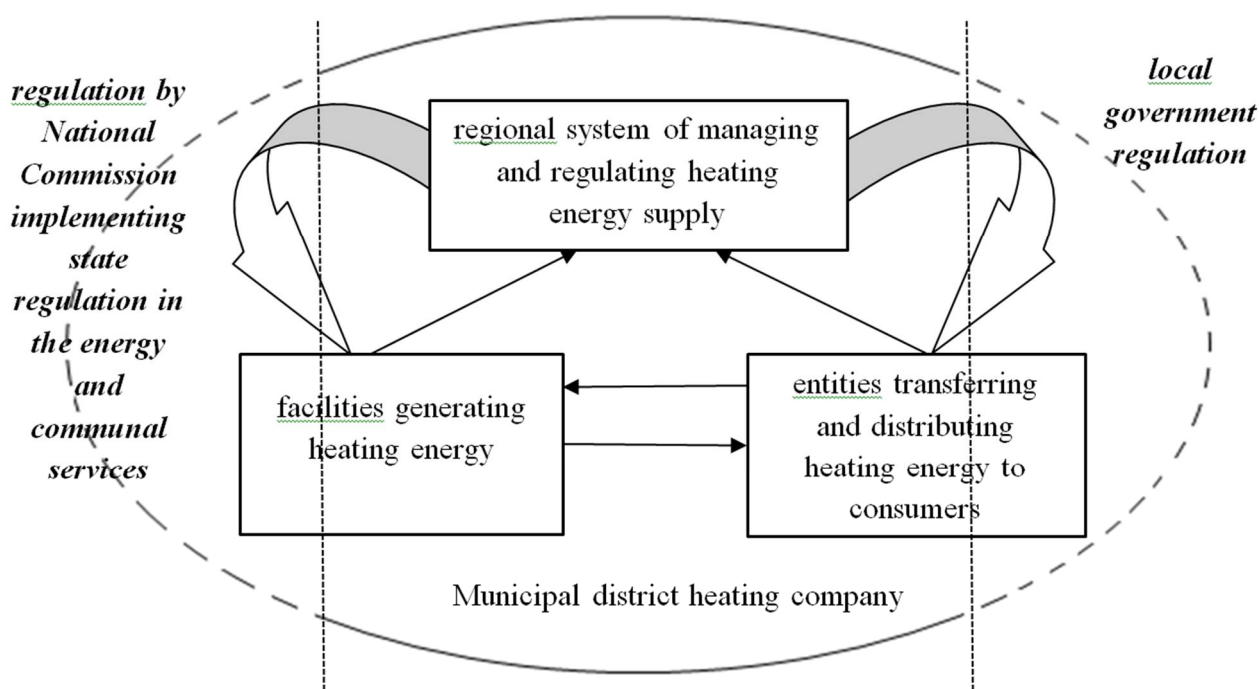 regulation by
National
Commission
implementing
state
regulation in
the energy
and
communal
services
regional system of managing
and regulating heating
energy supply
local
government
regulation
facilities generating
heating energy
entities transferring
and distributing
heating energy to
consumers
Municipal district heating company